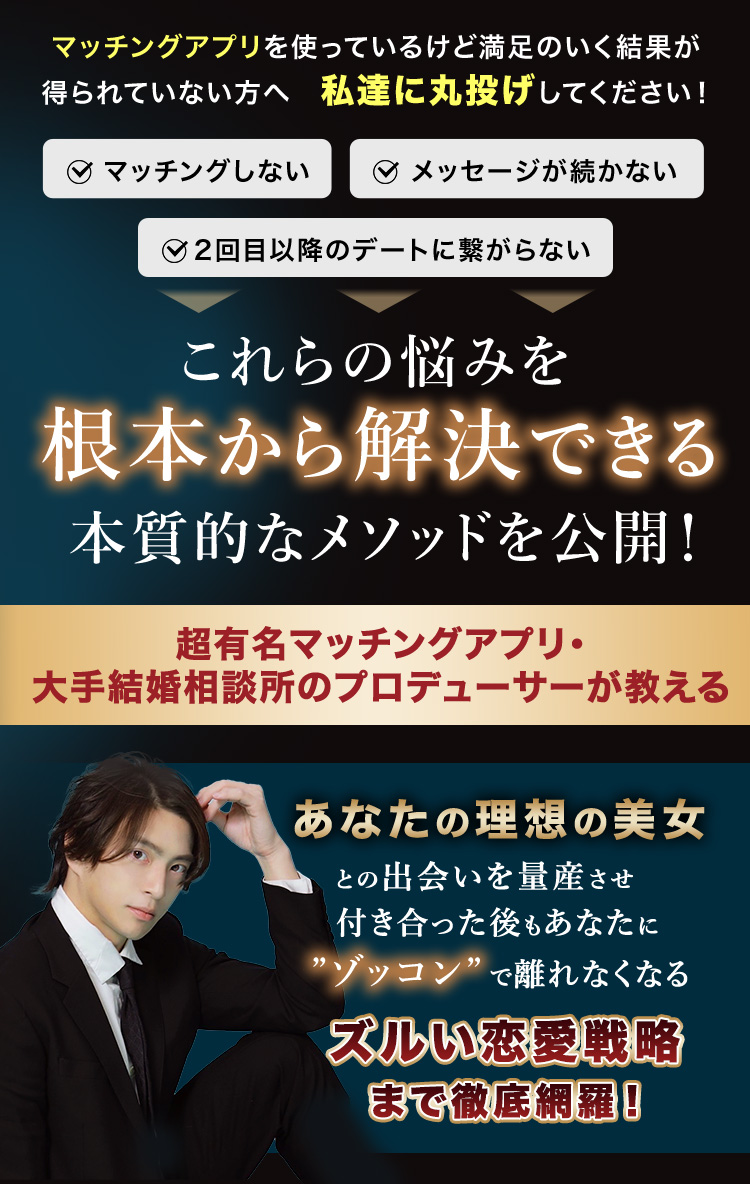 マッチングアプリを使っているけど満足のいく結果が
得られていない方へ 私達に丸投げしてください!
マッチングしない
メッセージが続かない
2回目以降のデートに繋がらない
これらの悩みを
根本から解決できる
本質的なメソッドを公開!
超有名マッチングアプリ・
大手結婚相談所のプロデューサーが教える
あなたの理想の美女
との出会いを量産させ
付き合った後もあなたに
”ゾッコン”で離れなくなる
ズルい恋愛戦略
まで徹底網羅!